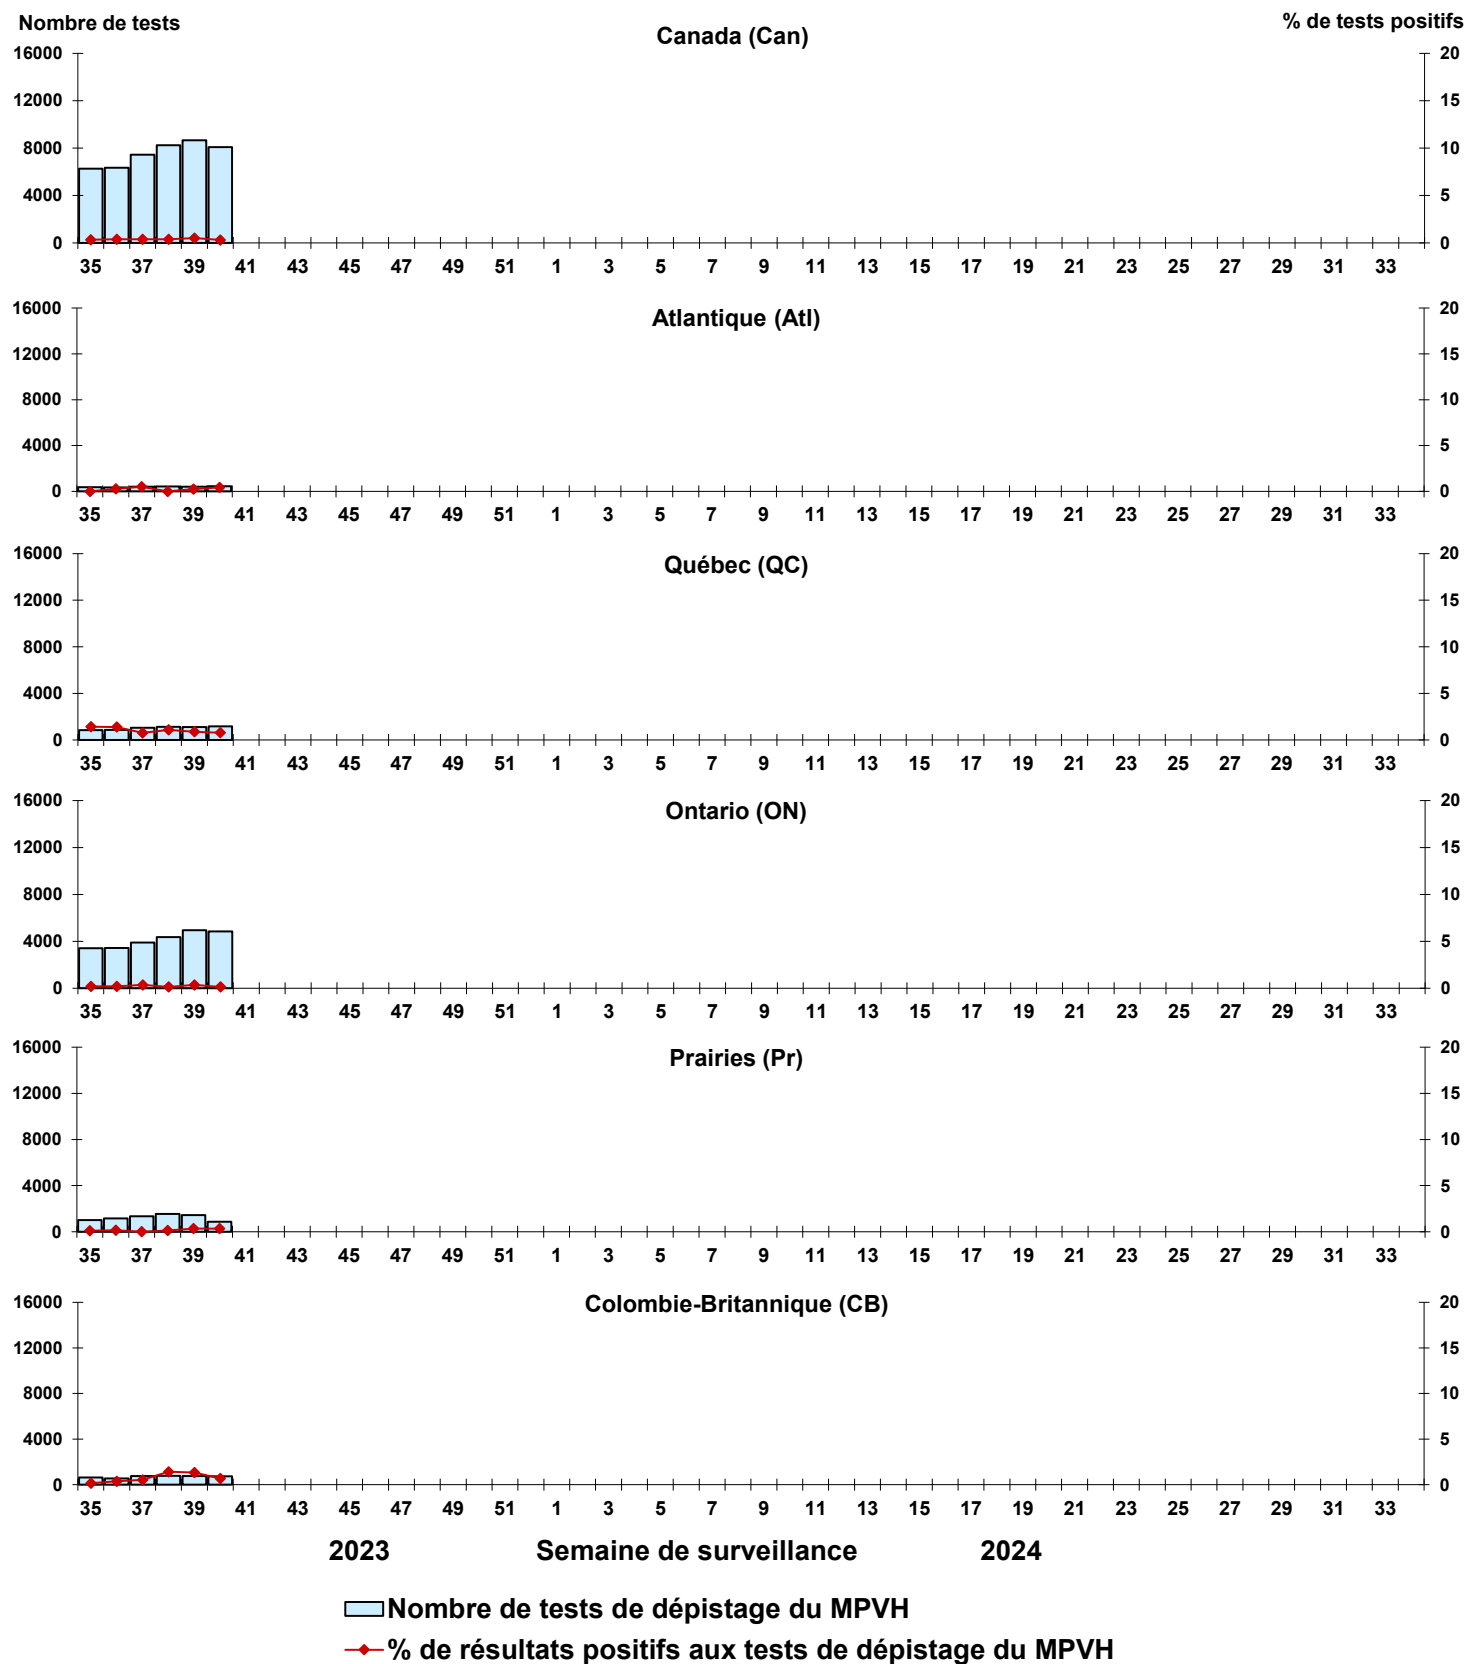 Nombre de tests
% de tests positifs
Canada (Can)
16000 20
12000 15
8000 10
4000 5
0 0
35 37 39 41 43 45 47 49 51 1 3 5 7 9 11 13 15 17 19 21 23 25 27 29 31 33
Atlantique (Atl)
16000 20
12000 15
8000 10
4000 5
0 0
35 37 39 41 43 45 47 49 51 1 3 5 7 9 11 13 15 17 19 21 23 25 27 29 31 33
Québec (QC)
16000 20
12000 15
8000 10
4000 5
0 0
35 37 39 41 43 45 47 49 51 1 3 5 7 9 11 13 15 17 19 21 23 25 27 29 31 33
Ontario (ON)
16000 20
12000 15
8000 10
4000 5
0 0
35 37 39 41 43 45 47 49 51 1 3 5 7 9 11 13 15 17 19 21 23 25 27 29 31 33
Prairies (Pr)
16000 20
12000 15
8000 10
4000 5
0 0
35 37 39 41 43 45 47 49 51 1 3 5 7 9 11 13 15 17 19 21 23 25 27 29 31 33
Colombie-Britannique (CB)
16000 20
12000 15
8000 10
4000 5
0 0
35 37 39 41 43 45 47 49 51 1 3 5 7 9 11 13 15 17 19 21 23 25 27 29 31 33
2023 Semaine de surveillance 2024
Nombre de tests de dépistage du MPVH
% de résultats positifs aux tests de dépistage du MPVH